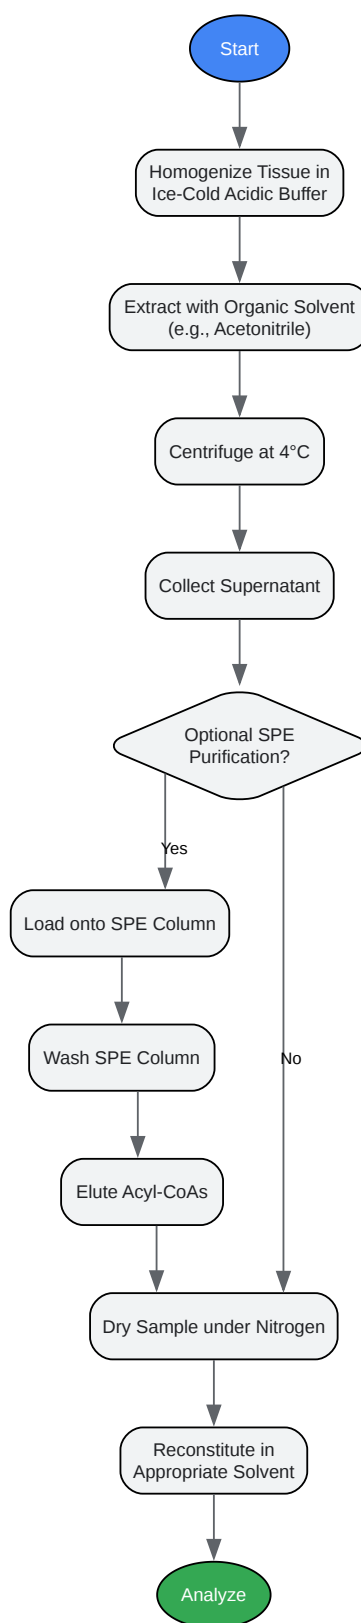 Start
Homogenize Tissue in
Ice-Cold Acidic Buffer
Extract with Organic Solvent
(e.g., Acetonitrile)
Centrifuge at 4°C
Collect Supernatant
Optional SPE
Purification?
Yes
Load onto SPE Column
Wash SPE Column
No
Elute Acyl-CoAs
Dry Sample under Nitrogen
Reconstitute in
Appropriate Solvent
Analyze